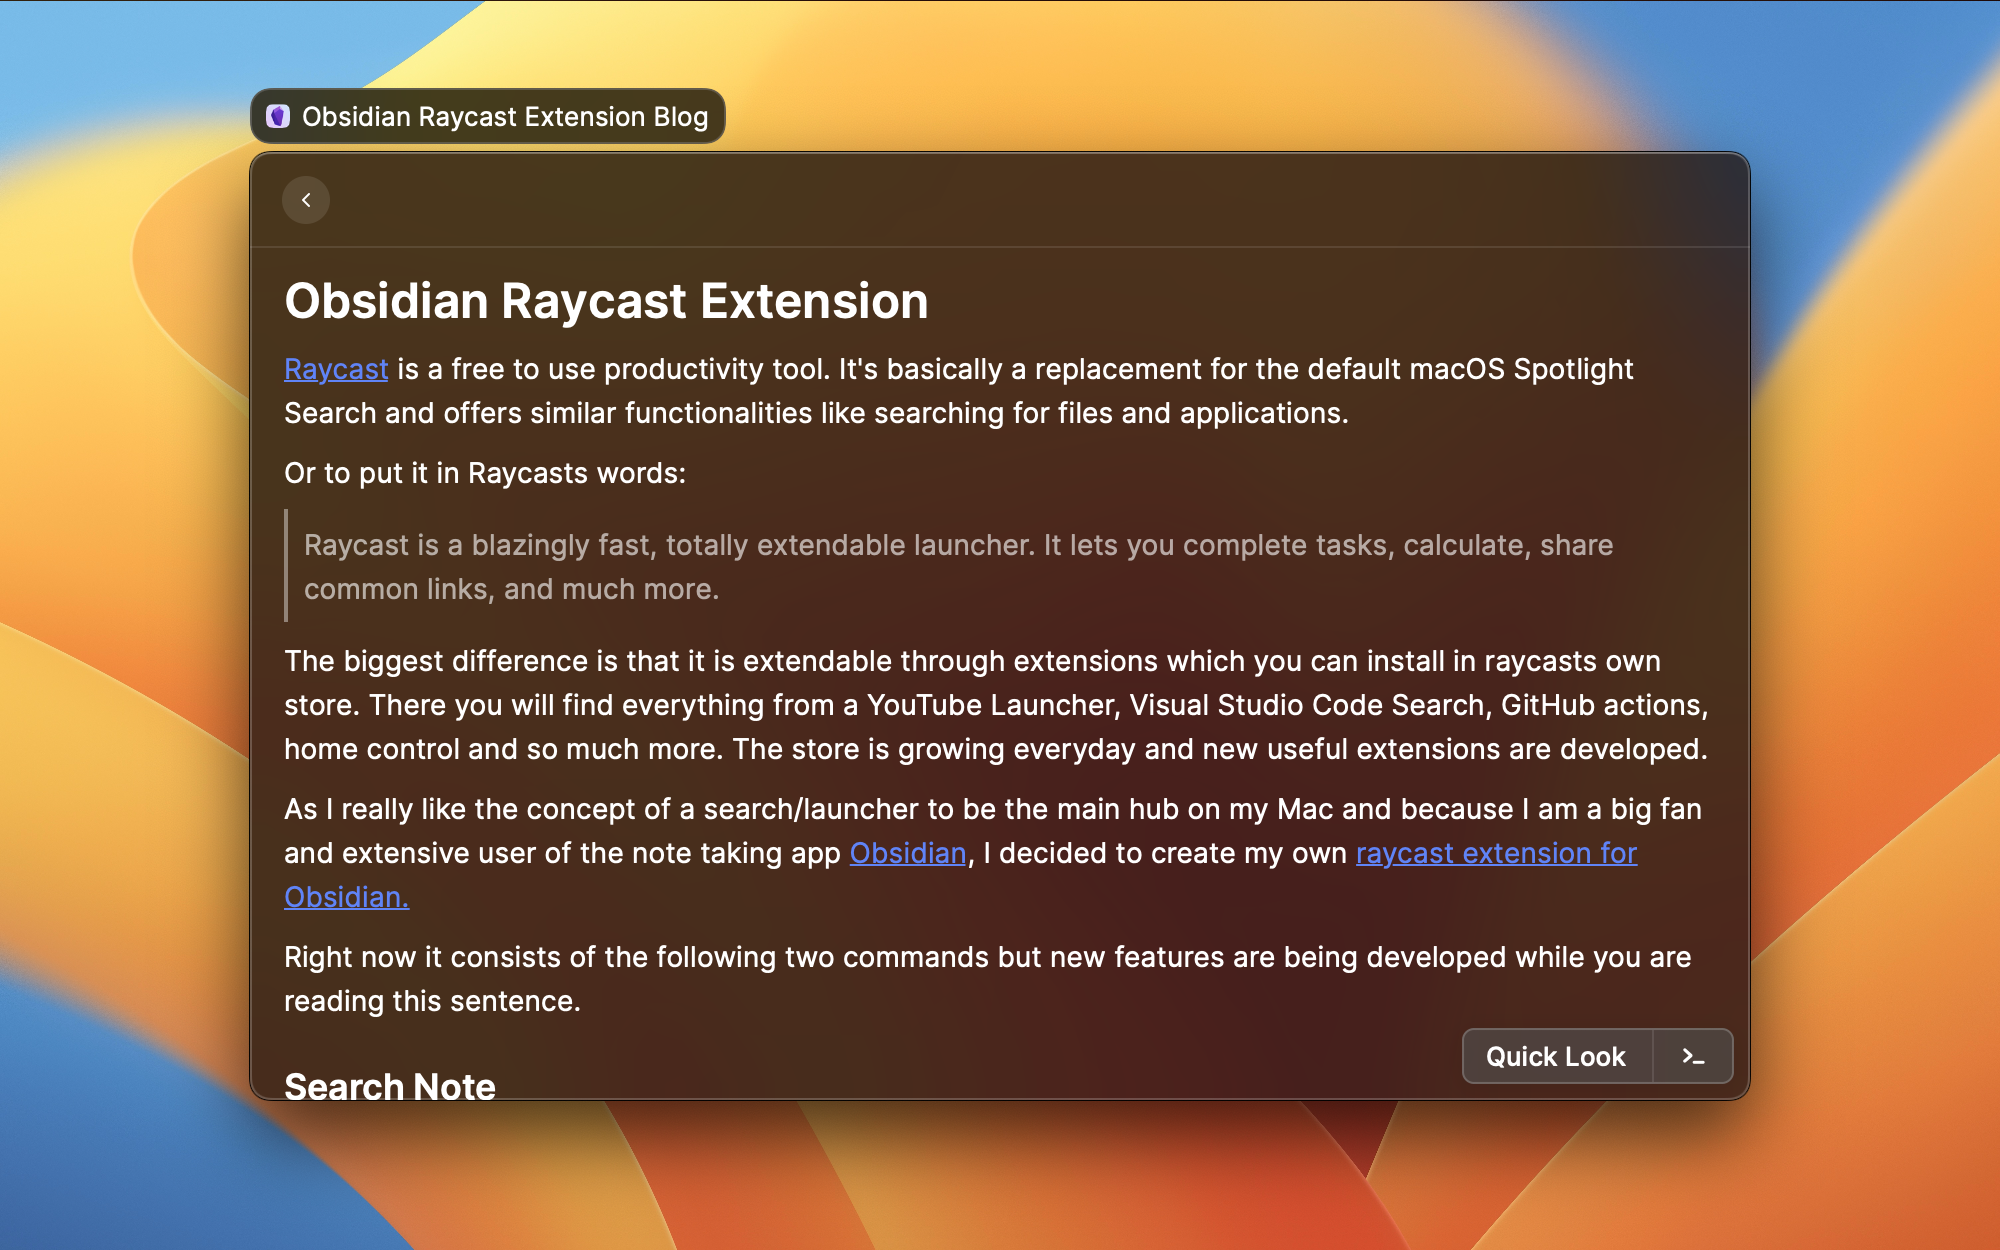 Obsidian Raycast Extension Blog
Obsidian Raycast Extension
Raycast is a free to use productivity tool. It's basically a replacement for the default macOS Spotlight
Search and offers similar functionalities like searching for files and applications.
Or to put it in Raycasts words:
Raycast is a blazingly fast, totally extendable launcher. It lets you complete tasks, calculate, share
common links, and much more.
The biggest difference is that it is extendable through extensions which you can install in raycasts own
store. There you will find everything from a YouTube Launcher, Visual Studio Code Search, GitHub actions,
home control and so much more. The store is growing everyday and new useful extensions are developed.
As I really like the concept of a search/launcher to be the main hub on my Mac and because I am a big fan
and extensive user of the note taking app Obsidian, I decided to create my own raycast extension for
Obsidian.
Right now it consists of the following two commands but new features are being developed while you are
reading this sentence.
Search Note
Quick Look